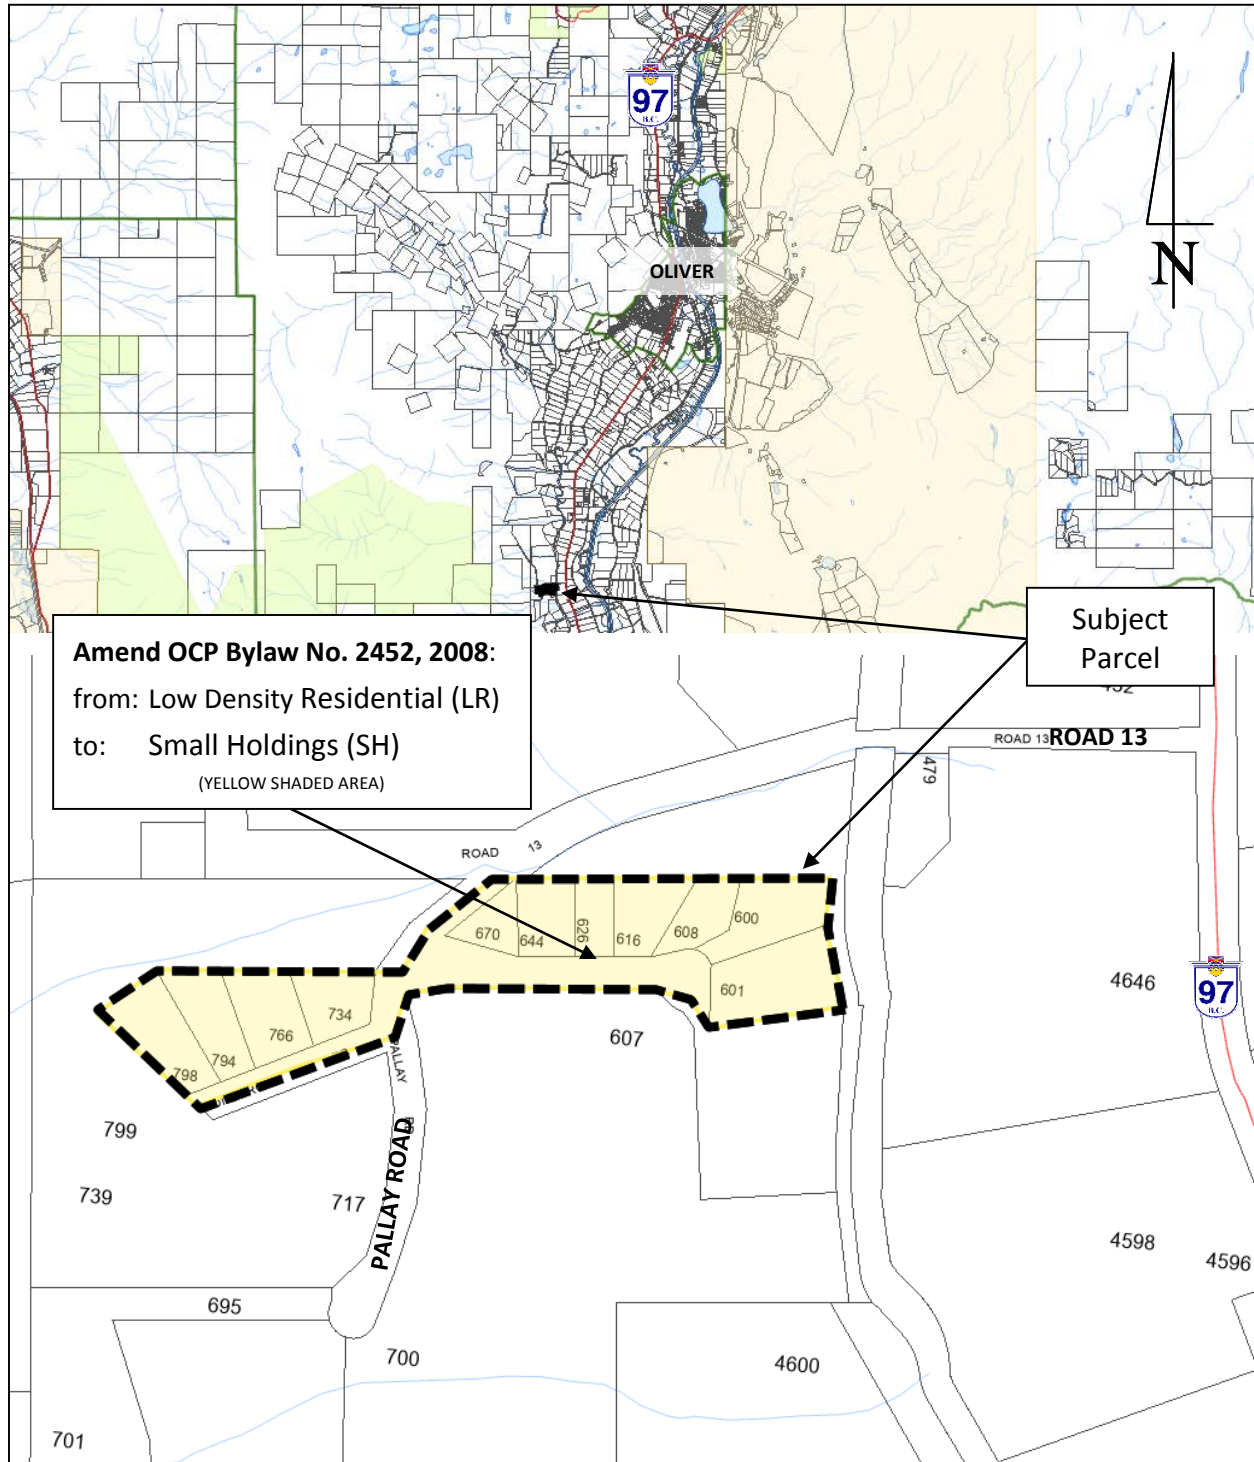 97
B.C.
OLIVER
N
Amend OCP Bylaw No. 2452, 2008:
from: Low Density Residential (LR)
to: Small Holdings (SH)
(YELLOW SHADED AREA)
Subject
Parcel
ROAD 13
ROAD 13
479
ROAD 13
670
644
626
616
608
600
601
607
4646
97
B.C.
734
766
794
798
PALLAY
RD
PALLAY ROAD
799
739
717
695
700
701
4598
4596
4600